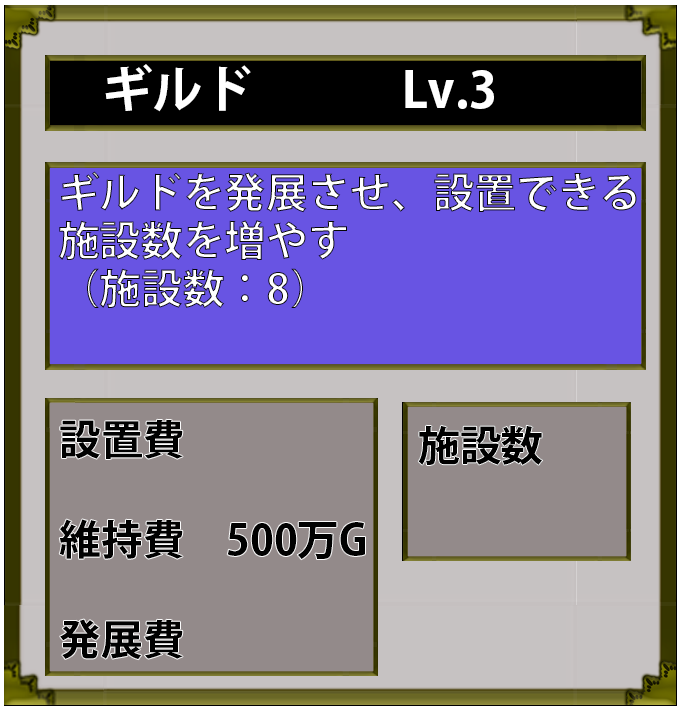 ギルド Lv.3
ギルドを発展させ、設置できる
施設数を増やす
（施設数：8）
設置費
施設数
維持費 500万G
発展費